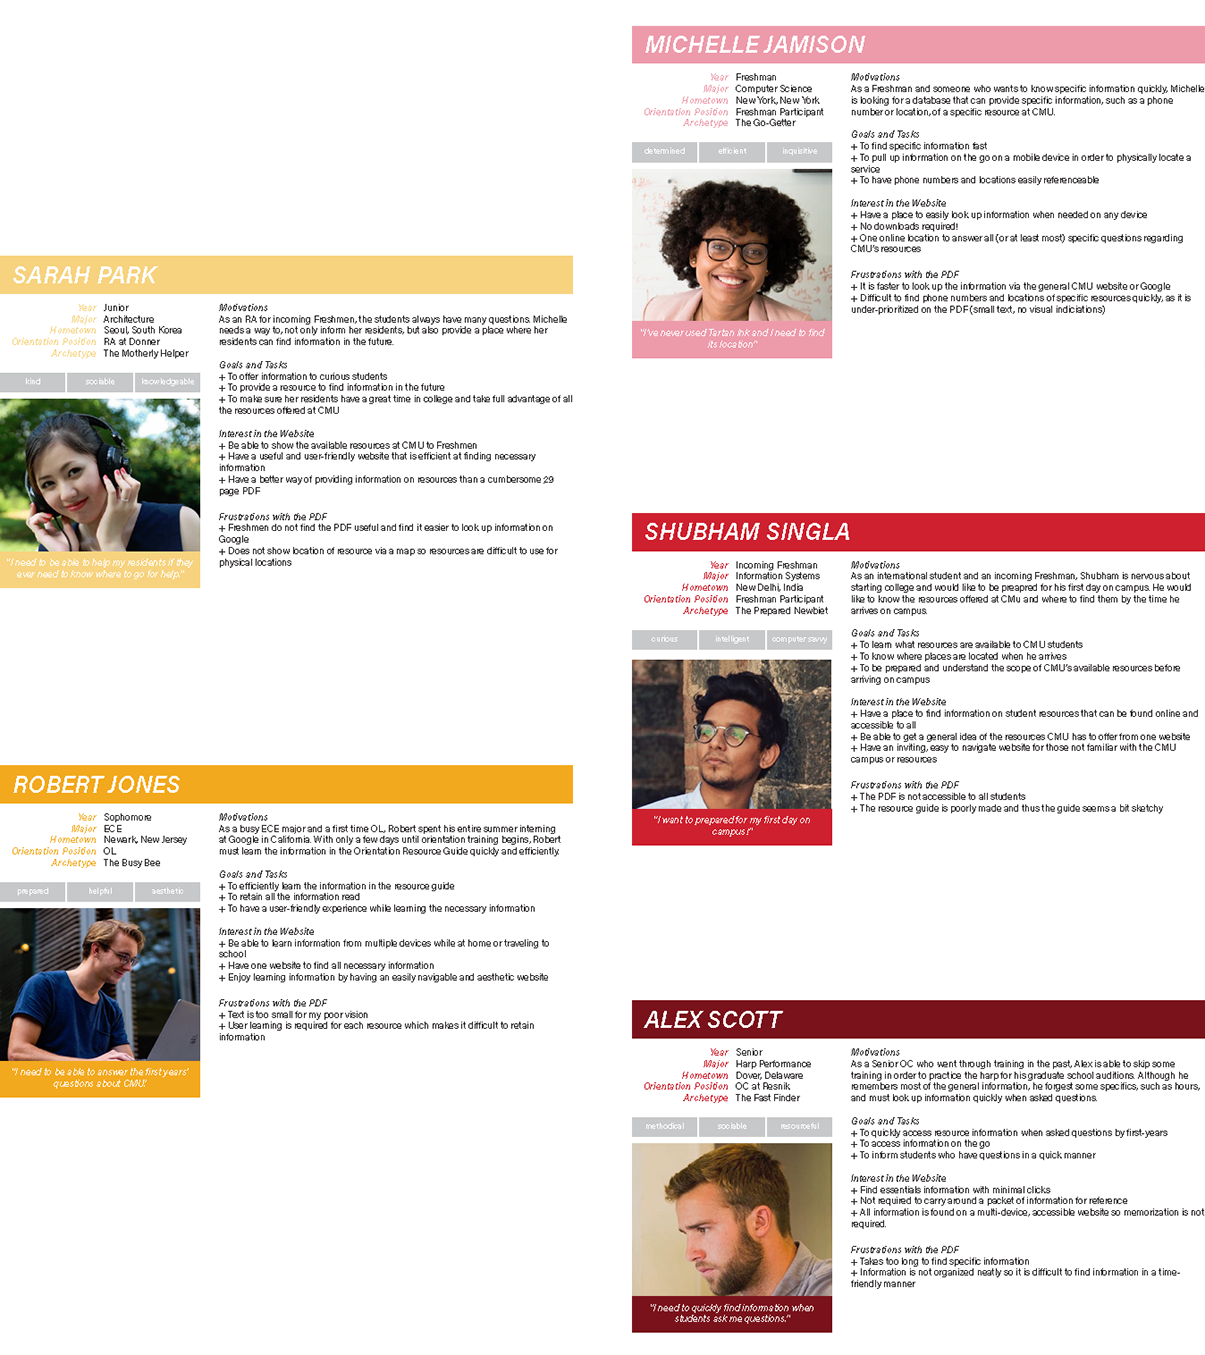 SARAH PARK
Year Junior
Major Architecture
Hometown Seoul, South Korea
Orientation Position RA at Donner
Archetype The Motherly Helper
kind sociable knowledgeable
"I need to be able to help my residents if they
ever need to know where to go for help."
Motivations
As an RA for incoming Freshmen, the students always have many questions. Michelle
needs a way to, not only inform her residents, but also provide a place where her
residents can find information in the future.
Goals and Tasks
+ To offer information to curious students
+ To provide a resource to find information in the future
+ To make sure her residents have a great time in college and take full advantage of all
the resources offered at CMU
Interest in the Website
+ Be able to show the available resources at CMU to Freshmen
+ Have a useful and user-friendly website that is efficient at finding necessary
information
+ Have a better way of providing information on resources than a cumbersome 29
page PDF
Frustrations with the PDF
+ Freshmen do not find the PDF useful and find it easier to look up information on
Google
+ Does not show location of resource via a map so resources are difficult to use for
physical locations
ROBERT JONES
Year Sophomore
Major ECE
Hometown Newark, New Jersey
Orientation Position OL
Archetype The Busy Bee
prepared helpful aesthetic
"I need to be able to answer the first years'
questions about CMU."
Motivations
As a busy ECE major and a first time OL, Robert spent his entire summer interning
at Google in California. With only a few days until orientation training begins, Robert
must learn the information in the Orientation Resource Guide quickly and efficiently.
Goals and Tasks
+ To efficiently learn the information in the resource guide
+ To retain all the information read
+ To have a user-friendly experience while learning the necessary information
Interest in the Website
+ Be able to learn information from multiple devices while at home or traveling to
school
+ Have one website to find all necessary information
+ Enjoy learning information by having an easily navigable and aesthetic website
Frustrations with the PDF
+ Text is too small for my poor vision
+ User learning is required for each resource which makes it difficult to retain
information
MICHELLE JAMISON
Year Freshman
Major Computer Science
Hometown New York, New York
Orientation Position Freshman Participant
Archetype The Go-Getter
determined efficient inquisitive
"I've never used Tartan Ink and I need to find
its location"
Motivations
As a Freshman and someone who wants to know specific information quickly, Michelle
is looking for a database that can provide specific information, such as a phone
number or location, of a specific resource at CMU.
Goals and Tasks
+ To find specific information fast
+ To pull up information on the go on a mobile device in order to physically locate a
service
+ To have phone numbers and locations easily referenceable
Interest in the Website
+ Have a place to easily look up information when needed on any device
+ No downloads required!
+ One online location to answer all (or at least most) specific questions regarding
CMU's resources
Frustrations with the PDF
+ It is faster to look up the information via the general CMU website or Google
+ Difficult to find phone numbers and locations of specific resources quickly, as it is
under-prioritized on the PDF (small text, no visual indiciations)
SHUBHAM SINGLA
Year Incoming Freshman
Major Information Systems
Hometown New Delhi, India
Orientation Position Freshman Participant
Archetype The Prepared Newbiet
curious intelligent computer savvy
"I want to prepared for my first day on
campus!"
Motivations
As an international student and an incoming Freshman, Shubham is nervous about
starting college and would like to be preapred for his first day on campus. He would
like to know the resources offered at CMu and where to find them by the time he
arrives on campus.
Goals and Tasks
+ To learn what resources are available to CMU students
+ To know where places are located when he arrives
+ To be prepared and understand the scope of CMU's available resources before
arriving on campus
Interest in the Website
+ Have a place to find information on student resources that can be found online and
accessible to all
+ Be able to get a general idea of the resources CMU has to offer from one website
+ Have an inviting, easy to navigate website for those not familiar with the CMU
campus or resources
Frustrations with the PDF
+ The PDF is not accessible to all students
+ The resource guide is poorly made and thus the guide seems a bit sketchy
ALEX SCOTT
Year Senior
Major Harp Performance
Hometown Dover, Delaware
Orientation Position OC at Resnik
Archetype The Fast Finder
methodical sociable resourceful
"I need to quickly find information when
students ask me questions."
Motivations
As a Senior OC who went through training in the past, Alex is able to skip some
training in order to practice the harp for his graduate school auditions. Although he
remembers most of the general information, he forgest some specifics, such as hours,
and must look up information quickly when asked questions.
Goals and Tasks
+ To quickly access resource information when asked questions by first-years
+ To access information on the go
+ To inform students who have questions in a quick manner
Interest in the Website
+ Find essentials information with minimal clicks
+ Not required to carry around a packet of information for reference
+ All information is found on a multi-device, accessible website so memorization is not
required.
Frustrations with the PDF
+ Takes too long to find specific information
+ Information is not organized neatly so it is difficult to find information in a time-
friendly manner